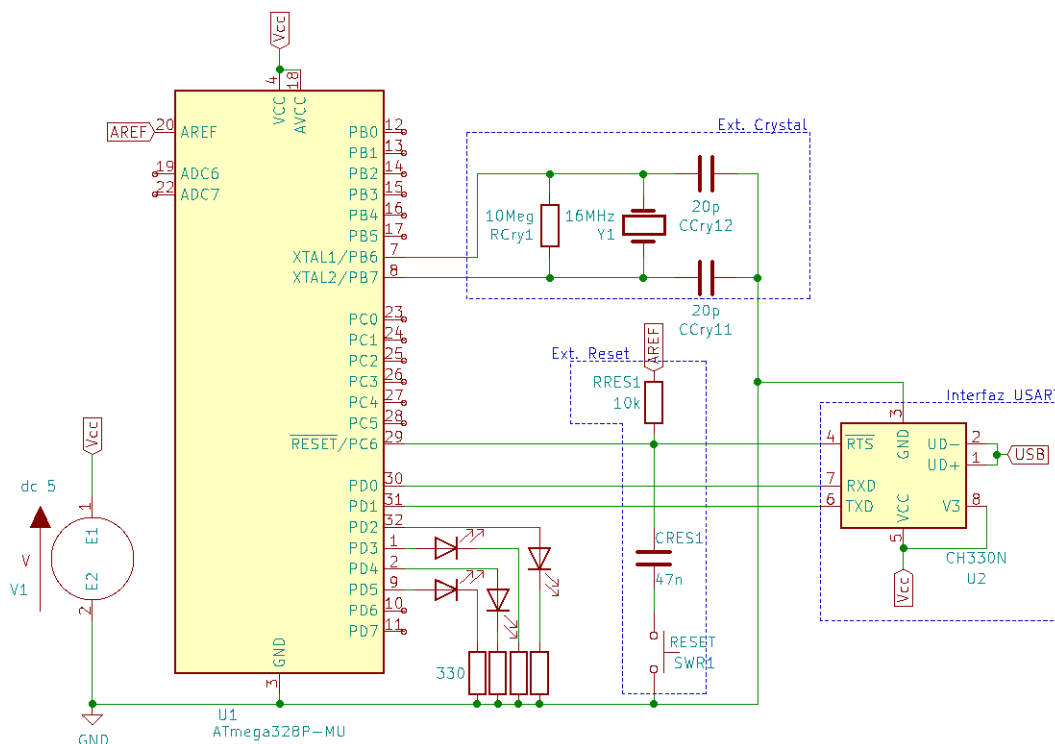 Vcc
4
18
VCC
AVCC
AREF
20
AREF
19
ADC6
22
ADC7
PB0
12
PB1
13
PB2
14
PB3
15
PB4
16
PB5
17
XTAL1/PB6
7
XTAL2/PB7
8
PC0
23
PC1
24
PC2
25
PC3
26
PC4
27
PC5
28
RESET/PC6
29
PD0
30
PD1
31
PD2
32
PD3
1
PD4
2
PD5
9
PD6
10
PD7
11
GND
3
U1
ATmega328P-MU
Ext. Crystal
10Meg
RCry1
16MHz
Y1
20p
CCry12
20p
CCry11
Ext. Reset
AREF
RRES1
10k
CRES1
47n
RESET
SWR1
330
Interfaz USART
3
GND
4
RTS
7
RXD
6
TXD
UD-
2
UD+
1
V3
8
VCC
5
USB
CH330N
U2
Vcc
Vcc
dc 5
1
E1
V
V1
E2
2
GND